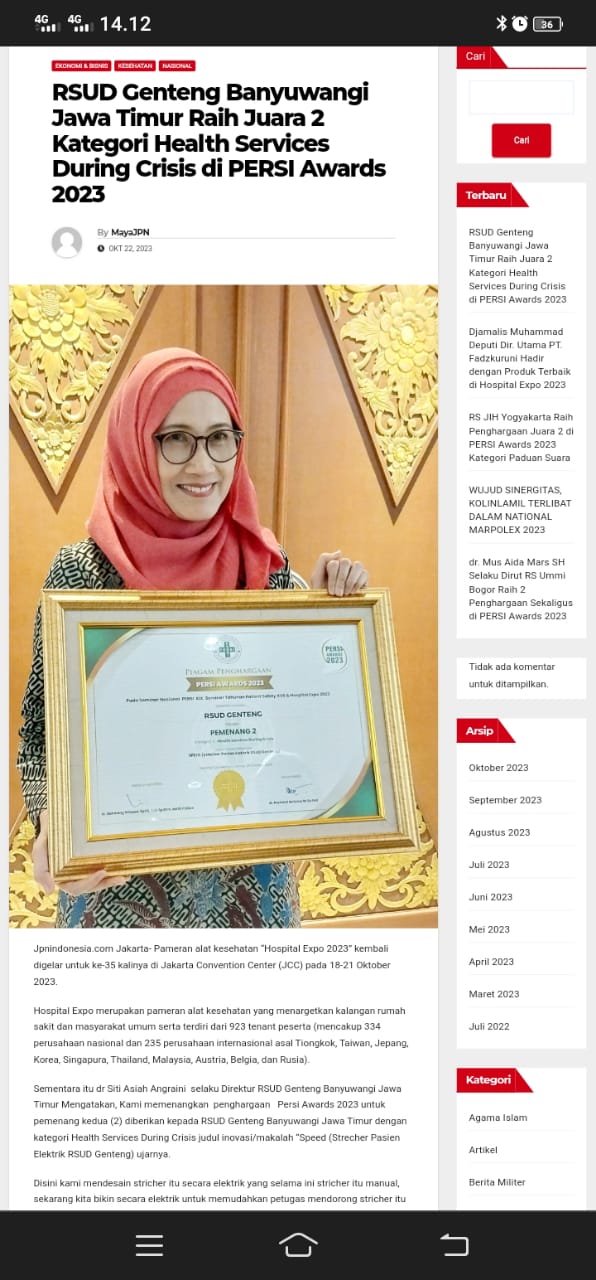 4G 4G 14.12 36
EKONOMI & BISNIS KESEHATAN NASIONAL
RSUD Genteng Banyuwangi
Jawa Timur Raih Juara 2
Kategori Health Services
During Crisis di PERSI Awards
2023
By MayaJPN
OKT 22, 2023
PERSI
AWARDS
2023
PIAGAM PENGHARGAAN
PERSI AWARDS 2023
RSUD GENTENG
PEMENANG 2
Jpnindonesia.com Jakarta- Pameran alat kesehatan “Hospital Expo 2023” kembali
digelar untuk ke-35 kalinya di Jakarta Convention Center (JCC) pada 18-21 Oktober
2023.
Hospital Expo merupakan pameran alat kesehatan yang menargetkan kalangan rumah
sakit dan masyarakat umum serta terdiri dari 923 tenant peserta (mencakup 334
perusahaan nasional dan 235 perusahaan internasional asal Tiongkok, Taiwan, Jepang,
Korea, Singapura, Thailand, Malaysia, Austria, Belgia, dan Rusia).
Sementara itu dr Siti Asiah Angraini selaku Direktur RSUD Genteng Banyuwangi Jawa
Timur Mengatakan, Kami memenangkan penghargaan Persi Awards 2023 untuk
pemenang kedua (2) diberikan kepada RSUD Genteng Banyuwangi Jawa Timur dengan
kategori Health Services During Crisis judul inovasi/makalah “Speed (Strecher Pasien
Elektrik RSUD Genteng) ujarnya.
Disini kami mendesain stricher itu secara elektrik yang selama ini stricher itu manual,
sekarang kita bikin secara elektrik untuk memudahkan petugas mendorong stricher itu
Cari
Cari
Terbaru
RSUD Genteng
Banyuwangi Jawa
Timur Raih Juara 2
Kategori Health
Services During Crisis
di PERSI Awards 2023
Djamalis Muhammad
Deputi Dir. Utama PT.
Fadzkuruni Hadir
dengan Produk Terbaik
di Hospital Expo 2023
RS JIH Yogyakarta Raih
Penghargaan Juara 2 di
PERSI Awards 2023
Kategori Paduan Suara
WUJUD SINERGITAS,
KOLINLAMIL TERLIBAT
DALAM NATIONAL
MARPOLEX 2023
dr. Mus Aida Mars SH
Selaku Dirut RS Ummi
Bogor Raih 2
Penghargaan Sekaligus
di PERSI Awards 2023
Tidak ada komentar
untuk ditampilkan.
Arsip
Oktober 2023
September 2023
Agustus 2023
Juli 2023
Juni 2023
Mei 2023
April 2023
Maret 2023
Juli 2022
Kategori
Agama Islam
Artikel
Berita Militer